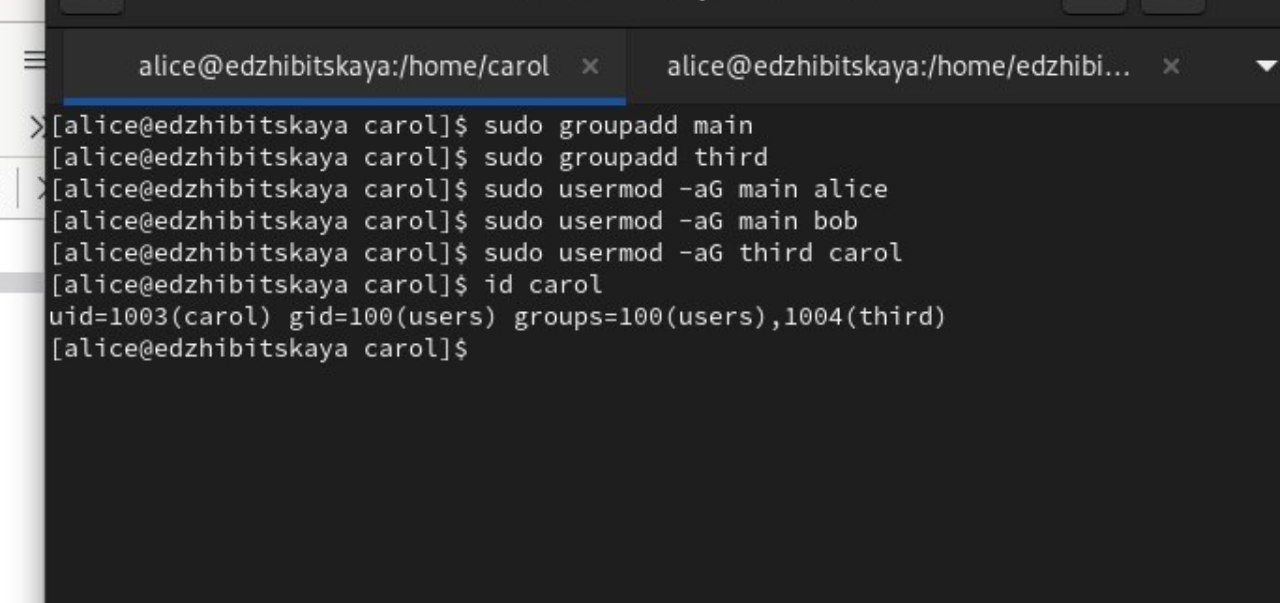 alice@edzhibitskaya:/home/carol × alice@edzhibitskaya:/home/edzhibi... ×
[alice@edzhibitskaya carol]$ sudo groupadd main
[alice@edzhibitskaya carol]$ sudo groupadd third
[alice@edzhibitskaya carol]$ sudo usermod -aG main alice
[alice@edzhibitskaya carol]$ sudo usermod -aG main bob
[alice@edzhibitskaya carol]$ sudo usermod -aG third carol
[alice@edzhibitskaya carol]$ id carol
uid=1003(carol) gid=100(users) groups=100(users),1004(third)
[alice@edzhibitskaya carol]$